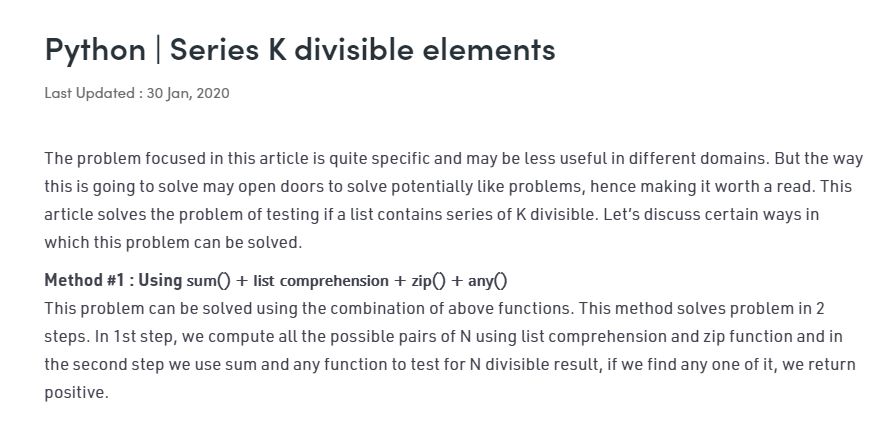 Python | Series K divisible elements
Last Updated : 30 Jan, 2020
The problem focused in this article is quite specific and may be less useful in different domains. But the way
this is going to solve may open doors to solve potentially like problems, hence making it worth a read. This
article solves the problem of testing if a list contains series of K divisible. Let's discuss certain ways in
which this problem can be solved.
Method #1 : Using sum() + list comprehension + zip() + any()
This problem can be solved using the combination of above functions. This method solves problem in 2
steps. In 1st step, we compute all the possible pairs of N using list comprehension and zip function and in
the second step we use sum and any function to test for N divisible result, if we find any one of it, we return
positive.